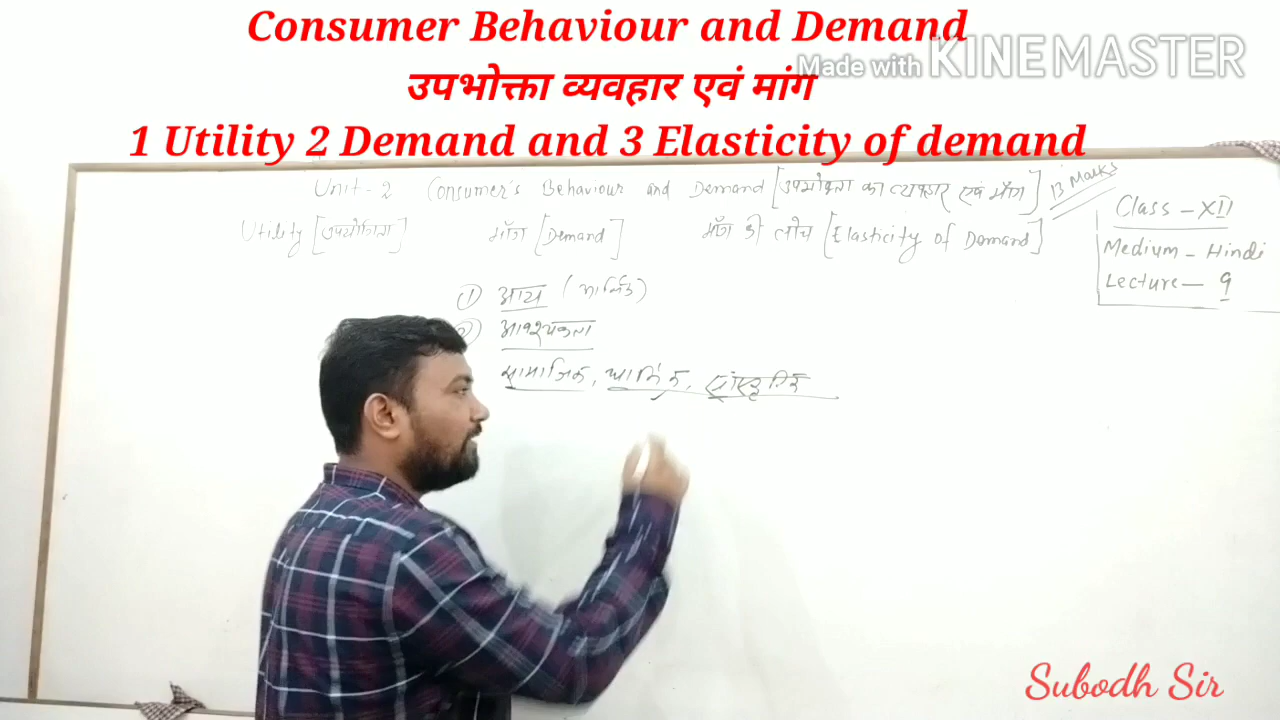 Consumer Behaviour and Demand
Made with KINEMASTER
उपभोक्ता व्यवहार एवं मांग
1 Utility 2 Demand and 3 Elasticity of demand
Unit-2 Consumer's Behaviour and Demand [उपभोक्ता का व्यवहार एवं माँग] 13 Marks
Utility [उपयोगिता] माँग [Demand] माँग की लोच [Elasticity of Demand]
Class - XII
Medium - Hindi
Lecture - 9
① आय
② आवश्यकता
सामाजिक, आर्थिक, सांस्कृतिक
Subodh Sir